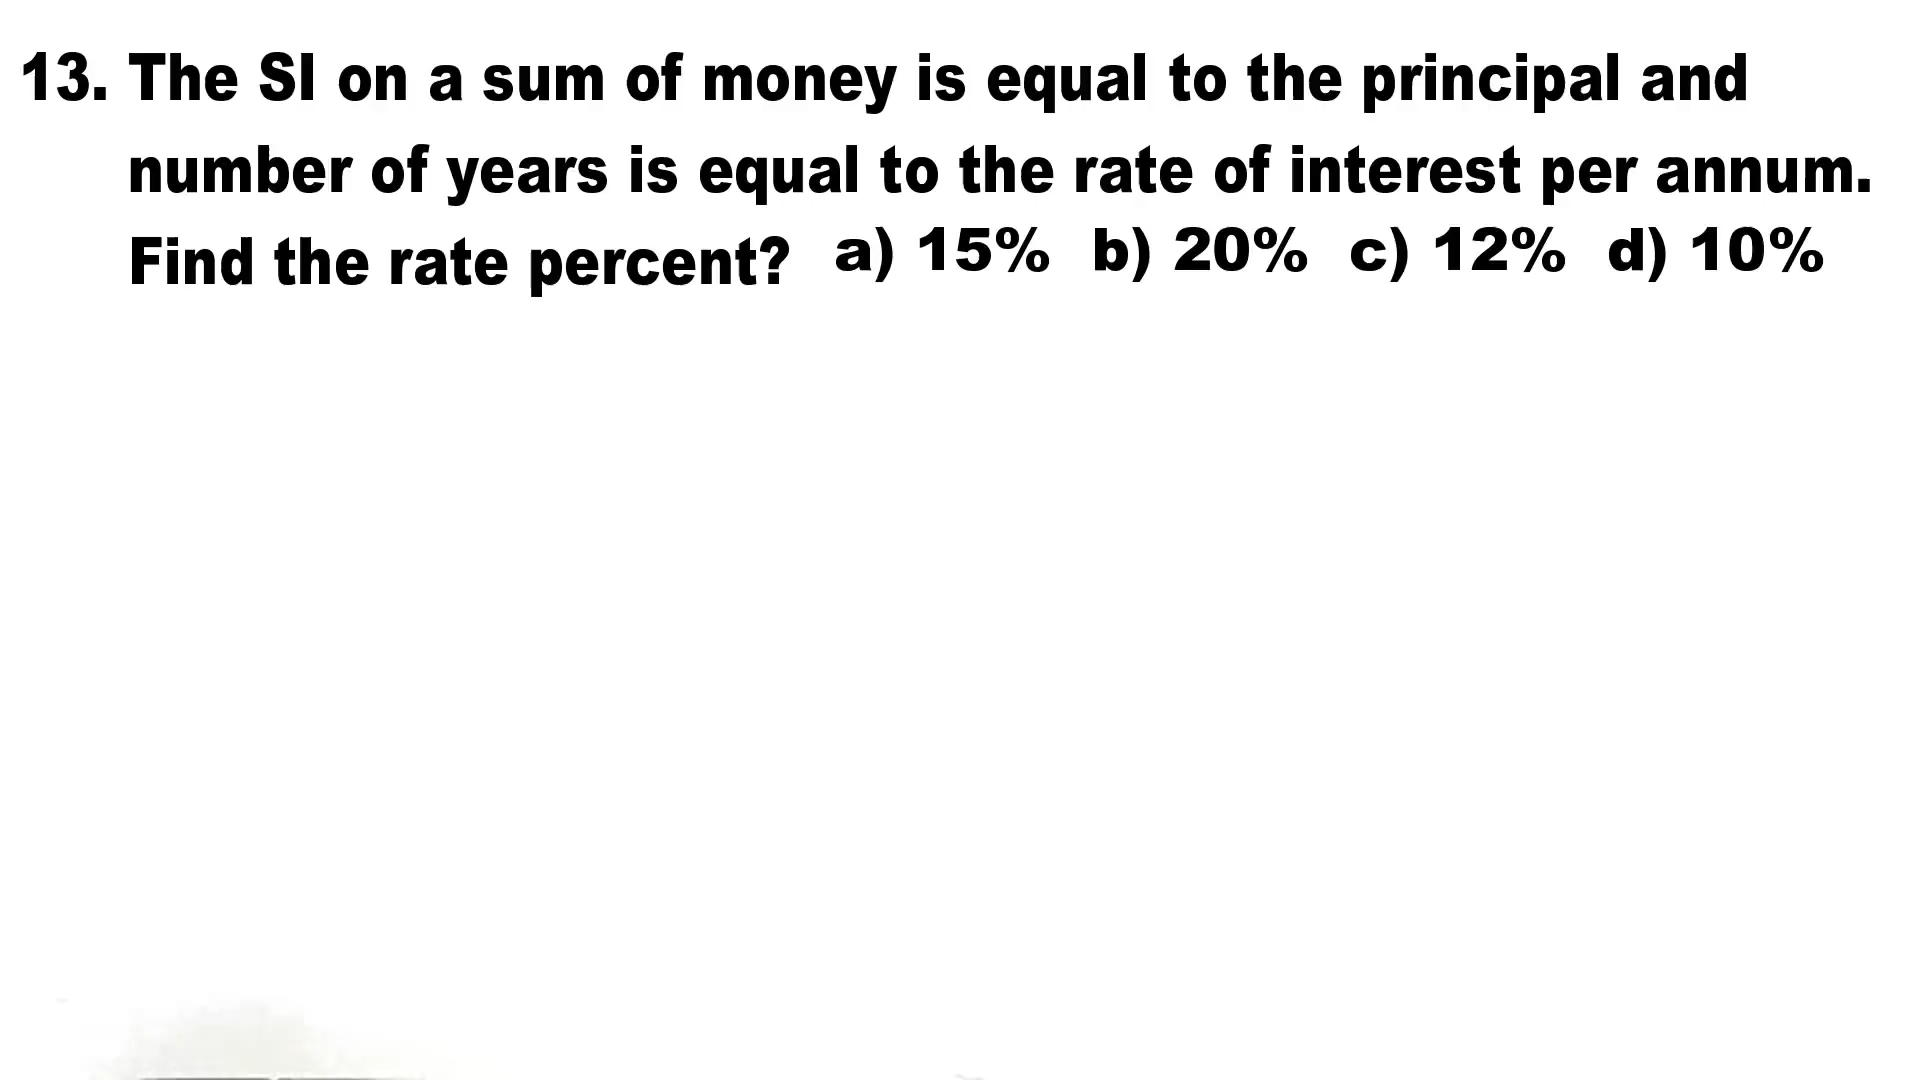 13. The SI on a sum of money is equal to the principal and
number of years is equal to the rate of interest per annum.
Find the rate percent? a) 15% b) 20% c) 12% d) 10%